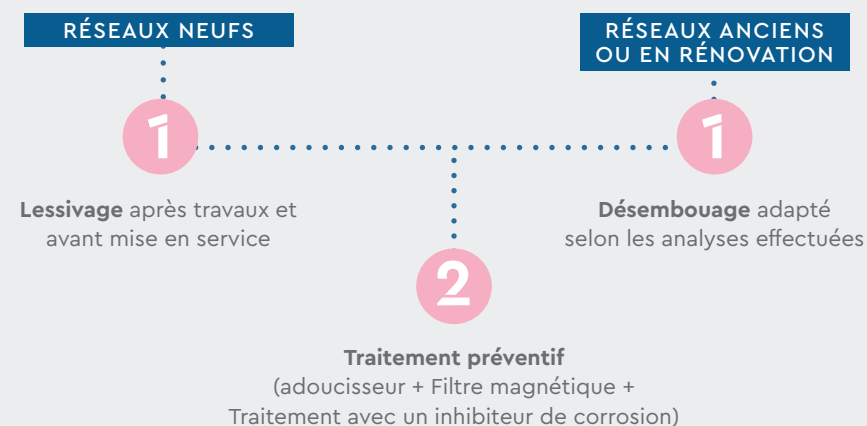 RÉSEAUX NEUFS
RÉSEAUX ANCIENS
OU EN RÉNOVATION
1
1
Lessivage après travaux et
avant mise en service
Désembouage adapté
selon les analyses effectuées
2
Traitement préventif
(adoucisseur + Filtre magnétique +
Traitement avec un inhibiteur de corrosion)